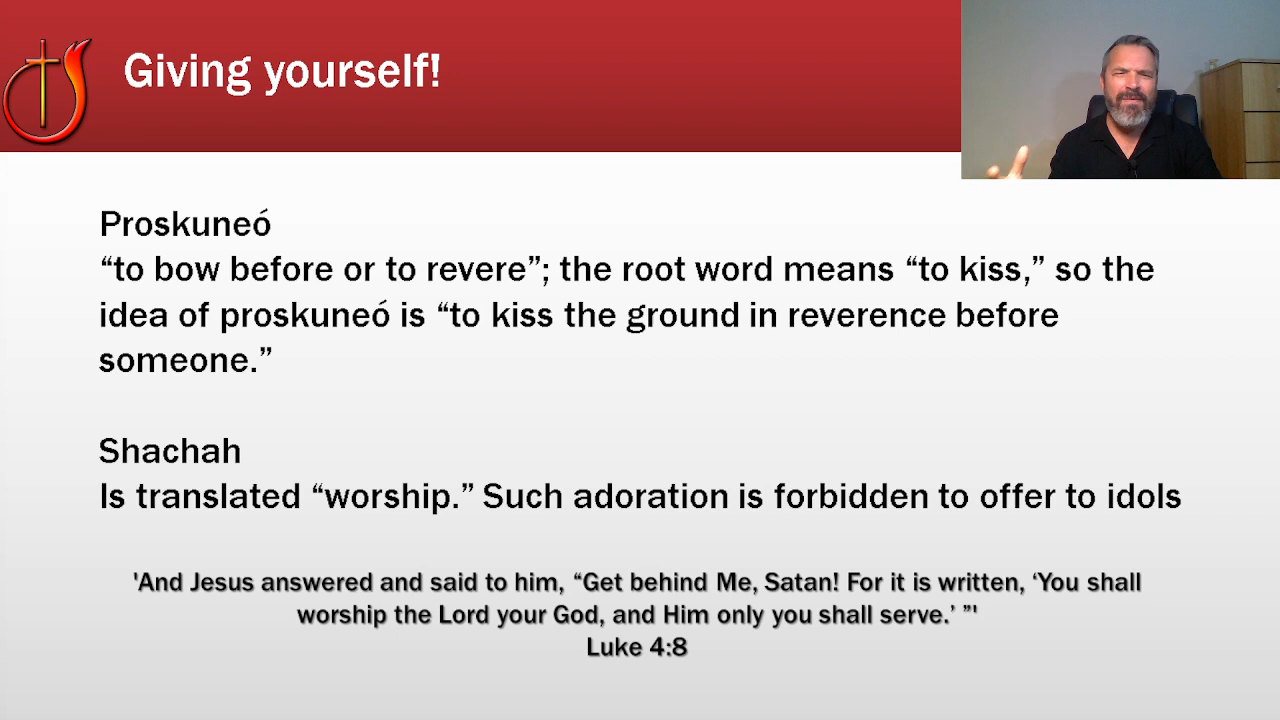 Giving yourself!
Proskuneó
“to bow before or to revere”; the root word means “to kiss,” so the
idea of proskuneó is “to kiss the ground in reverence before
someone.”
Shachah
Is translated “worship.” Such adoration is forbidden to offer to idols
'And Jesus answered and said to him, “Get behind Me, Satan! For it is written, ‘You shall
worship the Lord your God, and Him only you shall serve.’ ”'
Luke 4:8